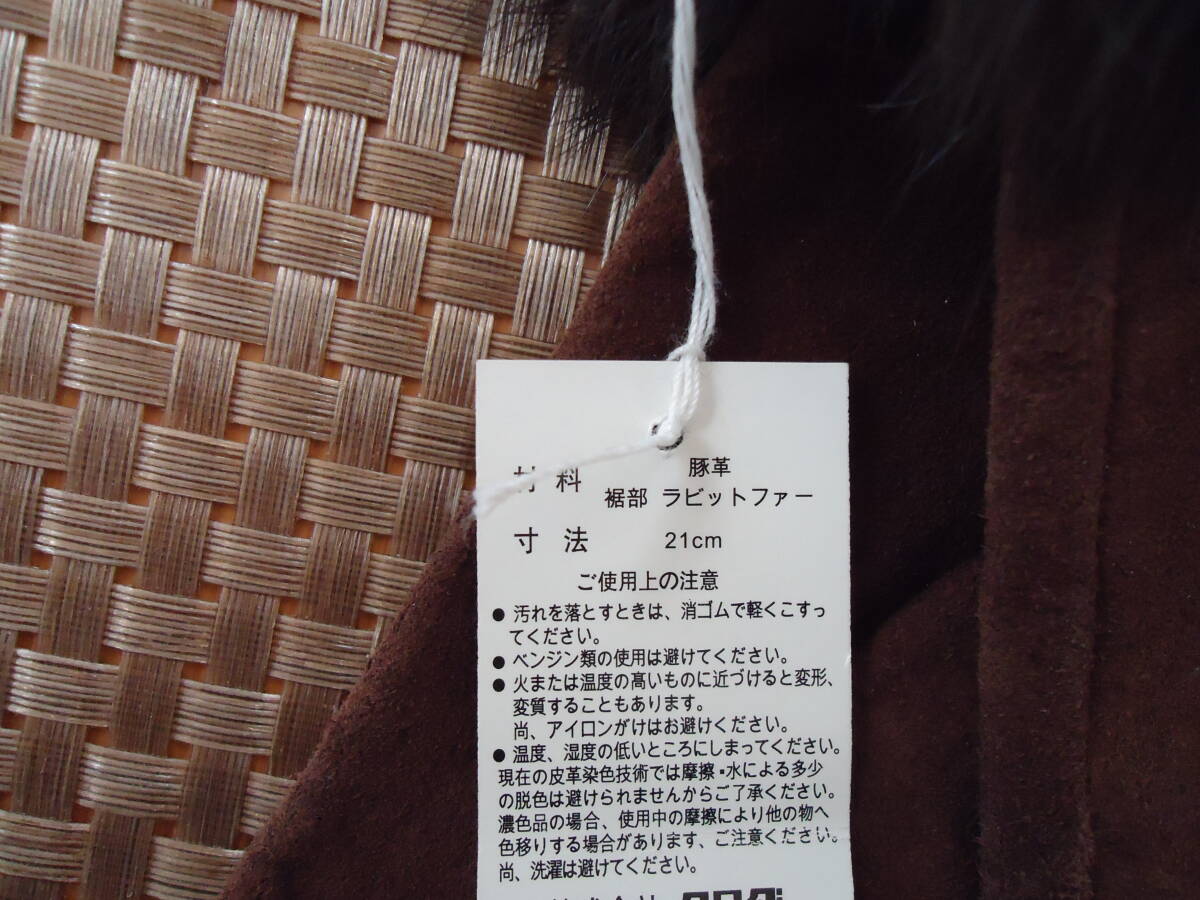 材 料 豚革
裾部 ラビットファー
寸 法 21cm
ご使用上の注意
● 汚れを落とすときは、消ゴムで軽くこすっ
てください。
● ベンジン類の使用は避けてください。
● 火または温度の高いものに近づけると変形、
変質することもあります。
尚、アイロンがけはお避けください。
● 温度、湿度の低いところにしまってください。
現在の皮革染色技術では摩擦・水による多少
の脱色は避けられませんからご了承ください。
濃色品の場合、使用中の摩擦により他の物へ
色移りする場合があります、ご注意ください。
尚、洗濯は避けてください。
株式会社